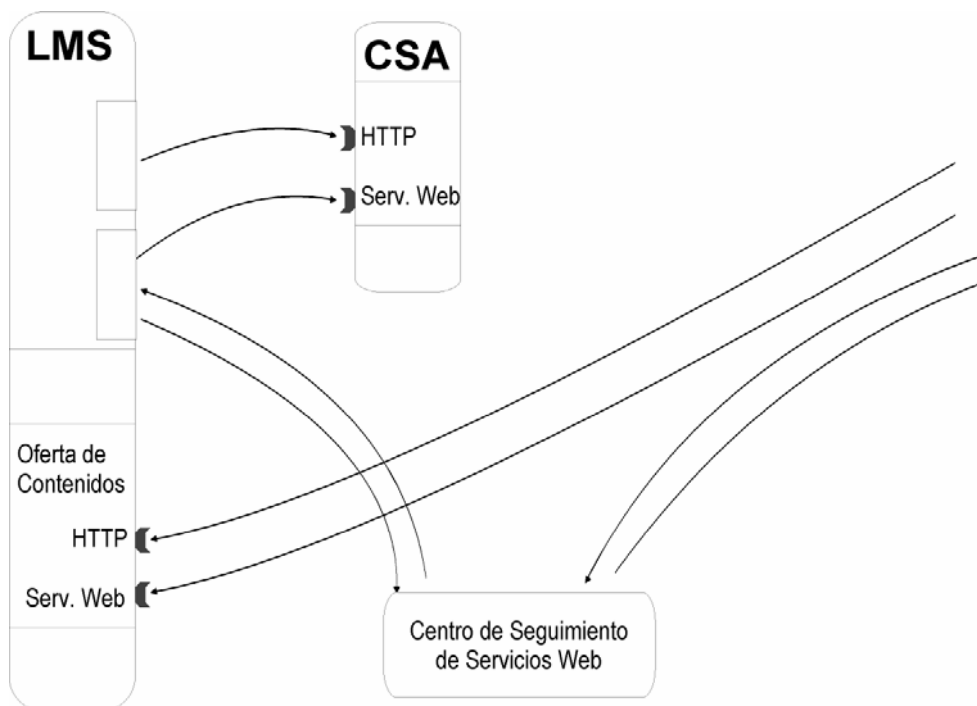 LMS
CSA
HTTP
Serv. Web
Oferta de
Contenidos
HTTP
Serv. Web
Centro de Seguimiento
de Servicios Web